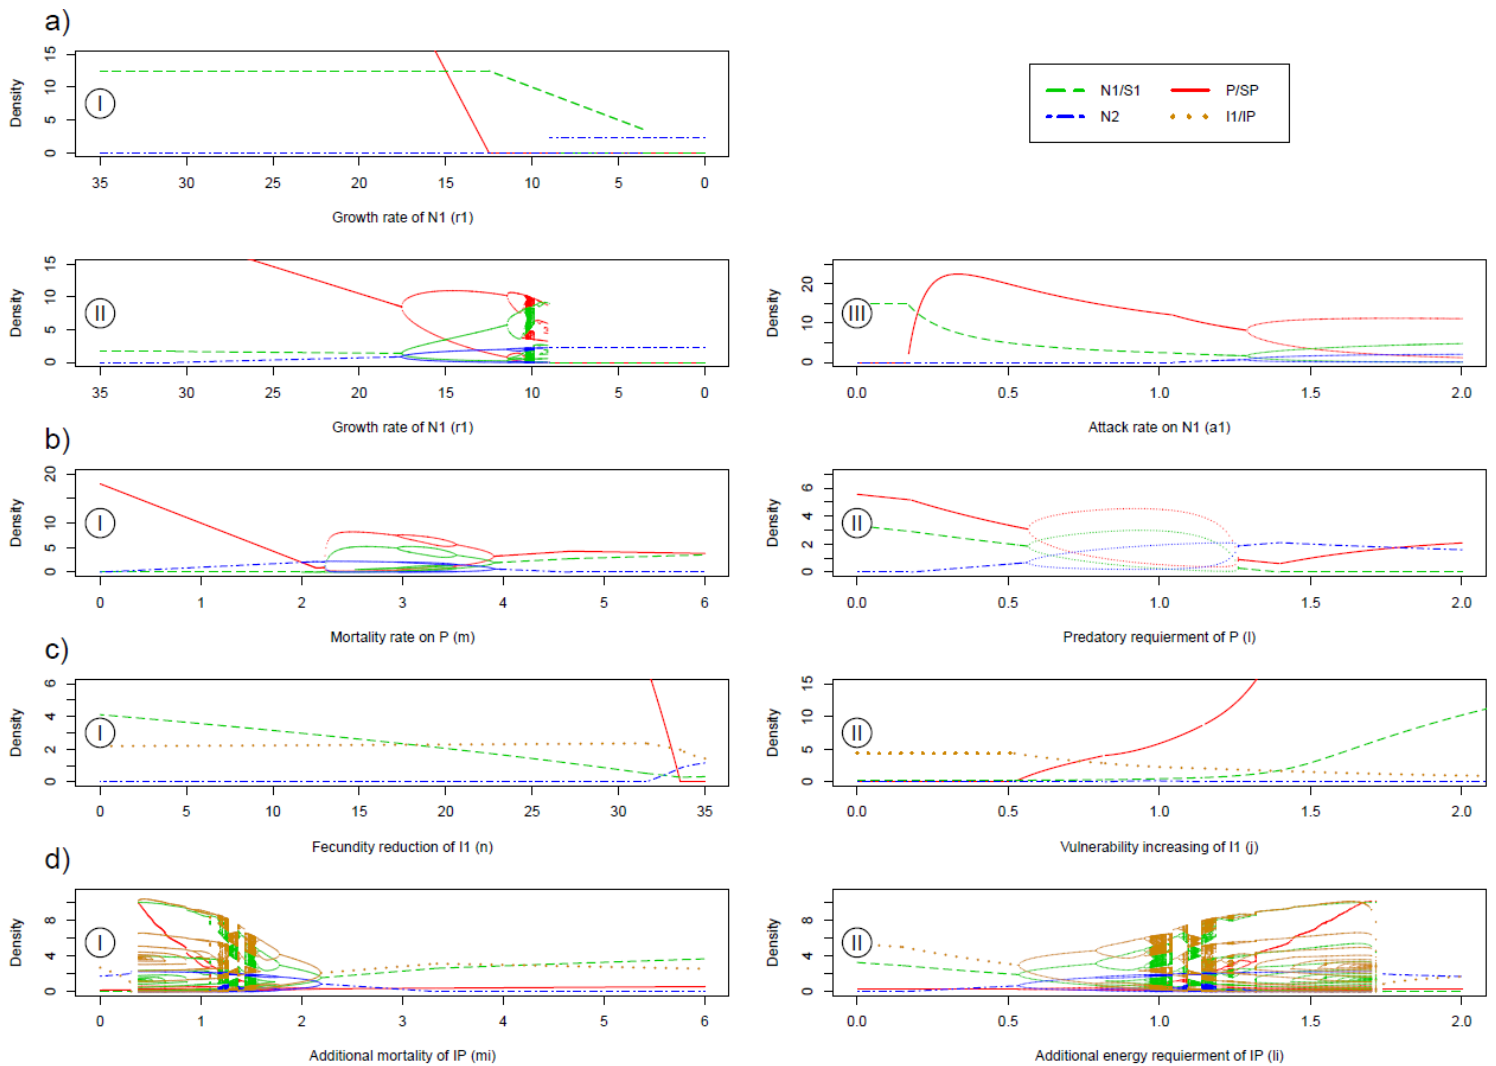 a)
Density
0 5 10 15
I
35 30 25 20 15 10 5 0
Growth rate of N1 (r1)
N1/S1 P/SP
N2 I1/IP
Density
0 5 10 15
II
35 30 25 20 15 10 5 0
Growth rate of N1 (r1)
Density
0 10 20
III
0.0 0.5 1.0 1.5 2.0
Attack rate on N1 (a1)
b)
Density
0 5 10 20
I
0 1 2 3 4 5 6
Mortality rate on P (m)
Density
0 2 4 6
II
0.0 0.5 1.0 1.5 2.0
Predatory requierment of P (l)
c)
Density
0 2 4 6
I
0 5 10 15 20 25 30 35
Fecundity reduction of I1 (n)
Density
0 5 10 15
II
0.0 0.5 1.0 1.5 2.0
Vulnerability increasing of I1 (j)
d)
Density
0 4 8
I
0 1 2 3 4 5 6
Additional mortality of IP (mi)
Density
0 4 8
II
0.0 0.5 1.0 1.5 2.0
Additional energy requierment of IP (li)